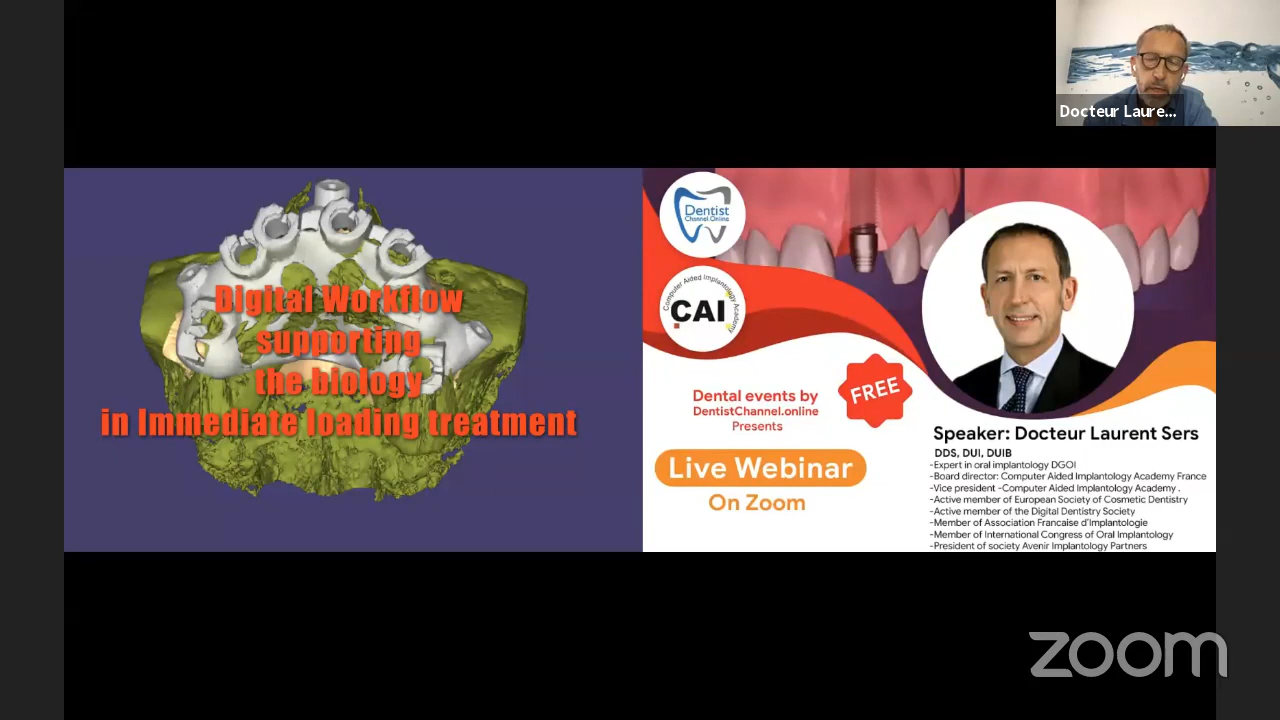 Docteur Laure...
Digital Workflow
supporting
the biology
in Immediate loading treatment
Dentist
Channel Online
Computer Aided Implantology Academy
CAI
FREE
Dental events by
DentistChannel.online
Presents
Live Webinar
On Zoom
Speaker: Docteur Laurent Sers
DDS, DUI, DUIB
-Expert in oral implantology DGOI
-Board director: Computer Aided Implantology Academy France
-Vice president -Computer Aided Implantology Academy .
-Active member of European Society of Cosmetic Dentistry
-Active member of the Digital Dentistry Society
-Member of Association Francaise d'Implantologie
-Member of International Congress of Oral Implantology
-President of society Avenir Implantology Partners
zoom